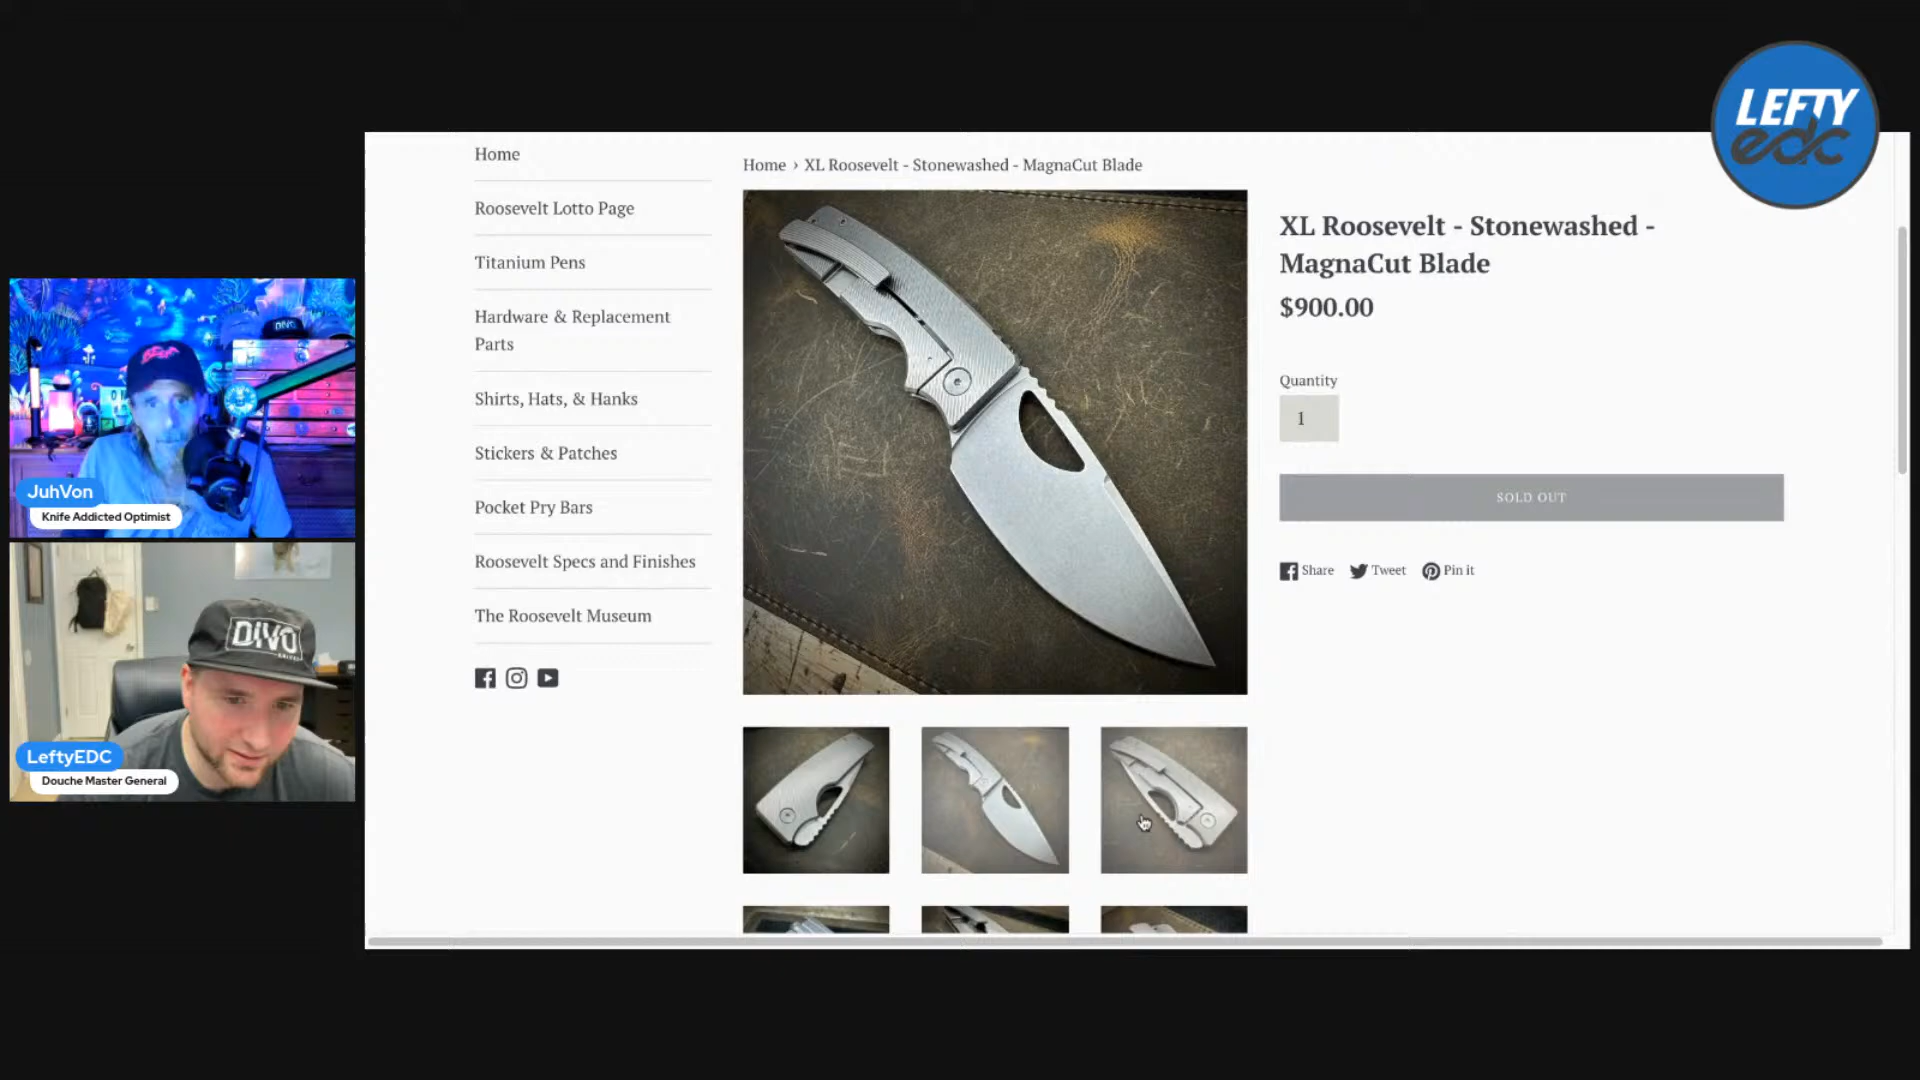 LEFTY
edc
Home
Roosevelt Lotto Page
Titanium Pens
Hardware & Replacement
Parts
Shirts, Hats, & Hanks
Stickers & Patches
Pocket Pry Bars
Roosevelt Specs and Finishes
The Roosevelt Museum
Home › XL Roosevelt - Stonewashed - MagnaCut Blade
XL Roosevelt - Stonewashed -
MagnaCut Blade
$900.00
Quantity
1
SOLD OUT
Share
Tweet
Pin it
DIVO
JuhVon
Knife Addicted Optimist
DIVO
LeftyEDC
Douche Master General